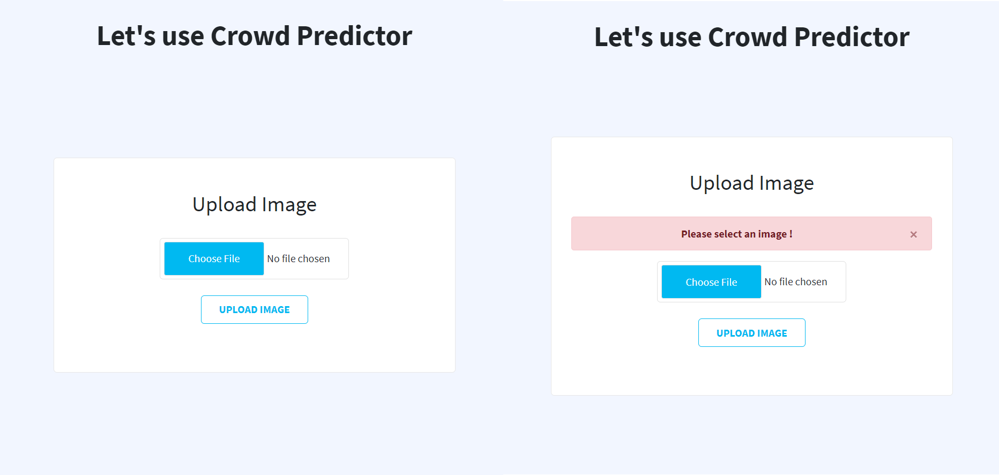 Let's use Crowd Predictor
Upload Image
Choose File No file chosen
UPLOAD IMAGE
Let's use Crowd Predictor
Upload Image
Please select an image ! ×
Choose File No file chosen
UPLOAD IMAGE